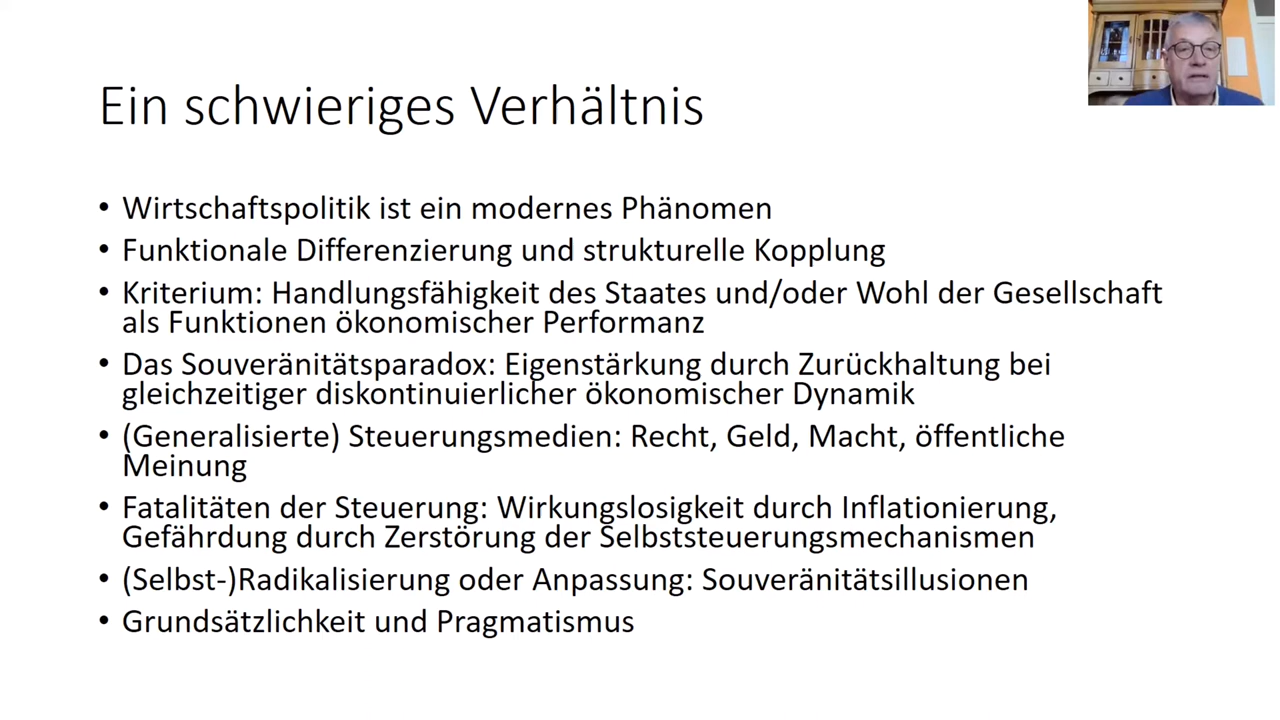 Ein schwieriges Verhältnis
• Wirtschaftspolitik ist ein modernes Phänomen
• Funktionale Differenzierung und strukturelle Kopplung
• Kriterium: Handlungsfähigkeit des Staates und/oder Wohl der Gesellschaft
als Funktionen ökonomischer Performanz
• Das Souveränitätsparadox: Eigenstärkung durch Zurückhaltung bei
gleichzeitiger diskontinuierlicher ökonomischer Dynamik
• (Generalisierte) Steuerungsmedien: Recht, Geld, Macht, öffentliche
Meinung
• Fatalitäten der Steuerung: Wirkungslosigkeit durch Inflationierung,
Gefährdung durch Zerstörung der Selbststeuerungsmechanismen
• (Selbst-)Radikalisierung oder Anpassung: Souveränitätsillusionen
• Grundsätzlichkeit und Pragmatismus